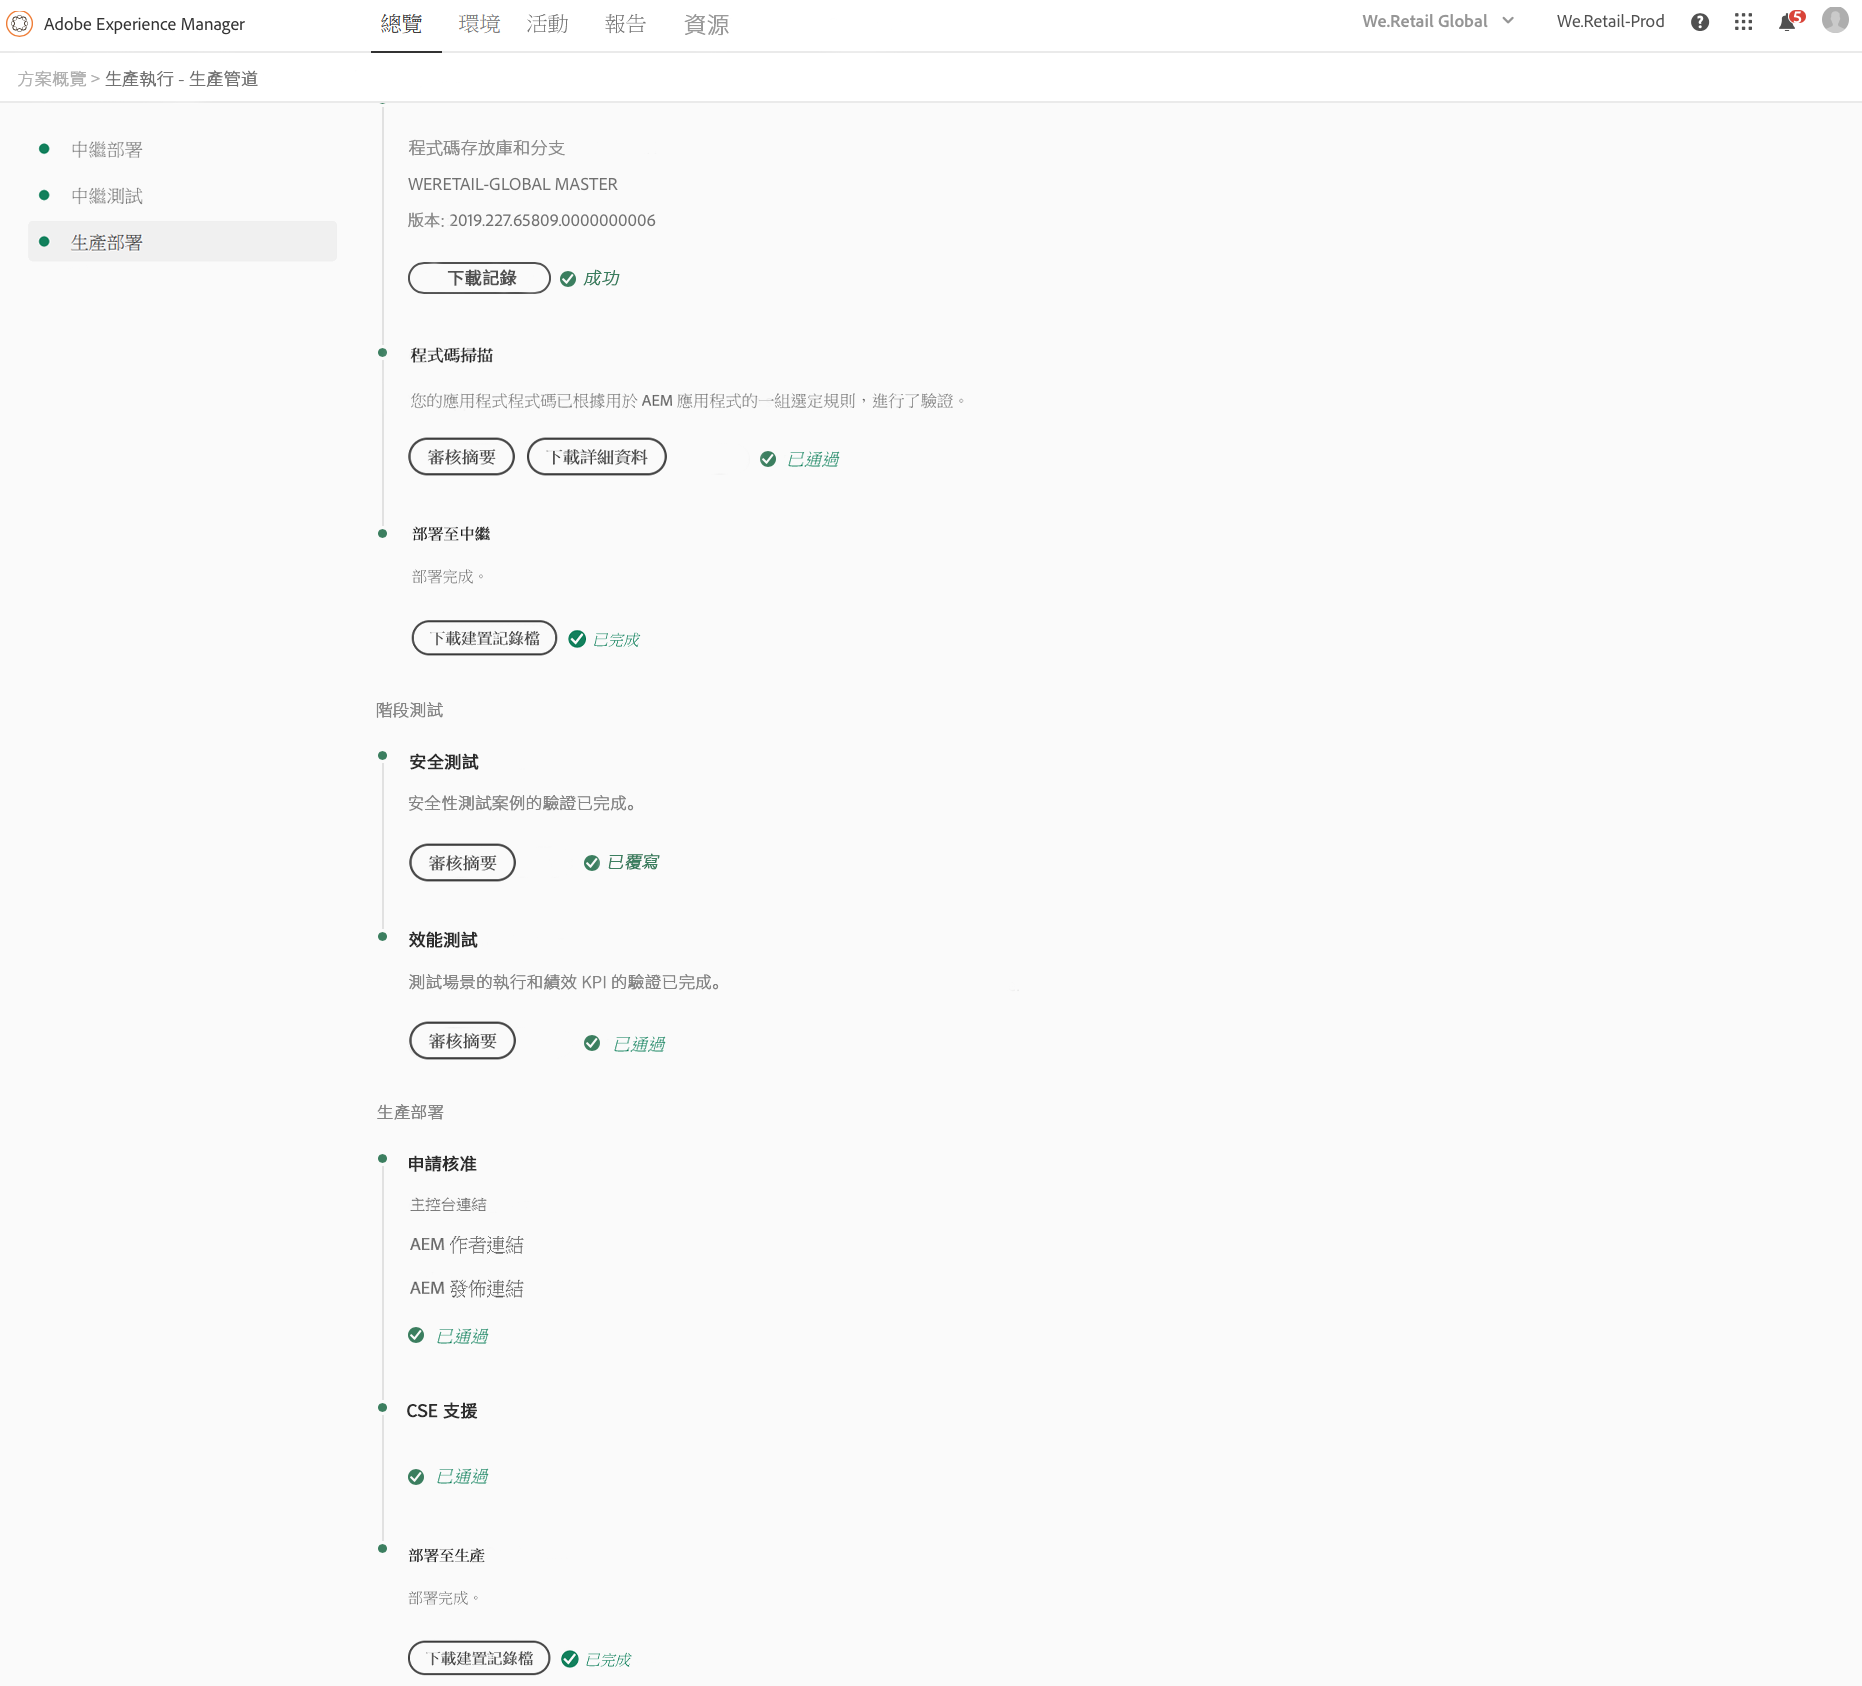 Adobe Experience Manager 總覽 環境 活動 報告 資源 We.Retail Global We.Retail-Prod 5
方案概覽 > 生產執行 - 生產管道
中繼部署
中繼測試
生產部署
程式碼存放庫和分支
WERETAIL-GLOBAL MASTER
版本: 2019.227.65809.0000000006
下載記錄 成功
程式碼掃描
您的應用程式程式碼已根據用於 AEM 應用程式的一組選定規則，進行了驗證。
審核摘要 下載詳細資料 已通過
部署至中繼
部署完成。
下載建置記錄檔 已完成
階段測試
安全測試
安全性測試案例的驗證已完成。
審核摘要 已覆寫
效能測試
測試場景的執行和績效 KPI 的驗證已完成。
審核摘要 已通過
生產部署
申請核准
主控台連結
AEM 作者連結
AEM 發佈連結
已通過
CSE 支援
已通過
部署至生產
部署完成。
下載建置記錄檔 已完成